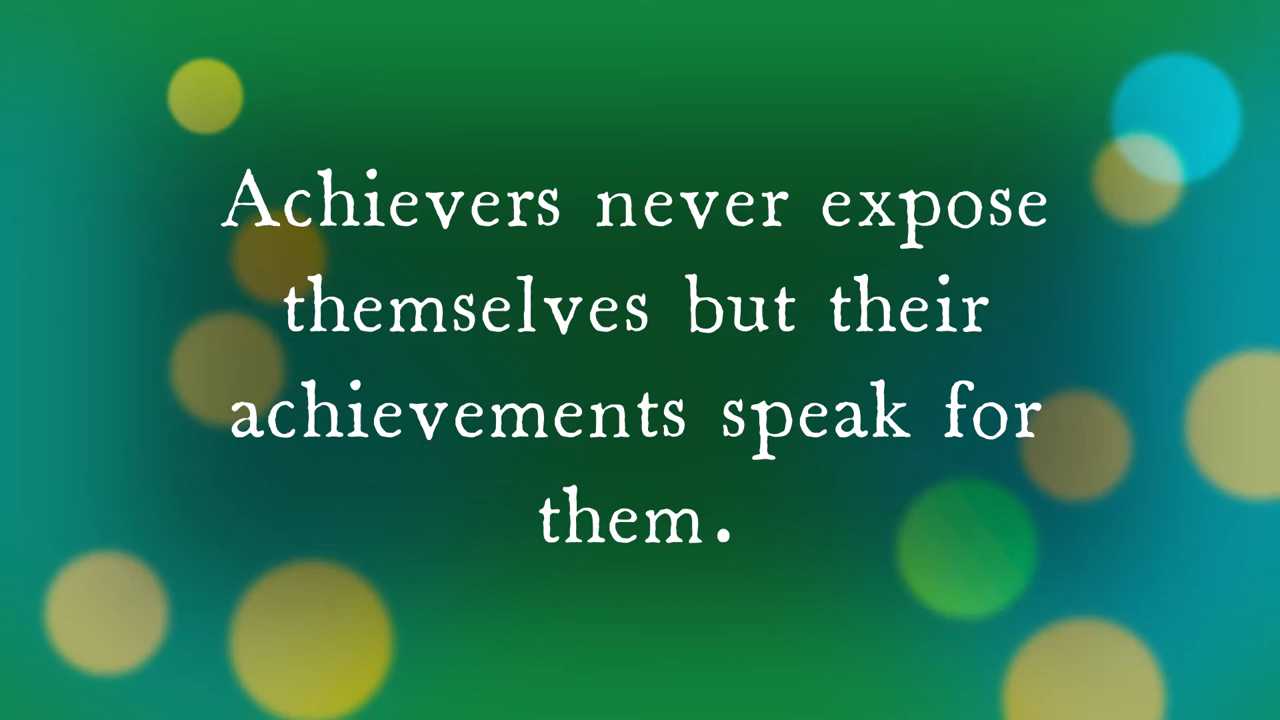 Achievers never expose
themselves but their
achievements speak for
them.